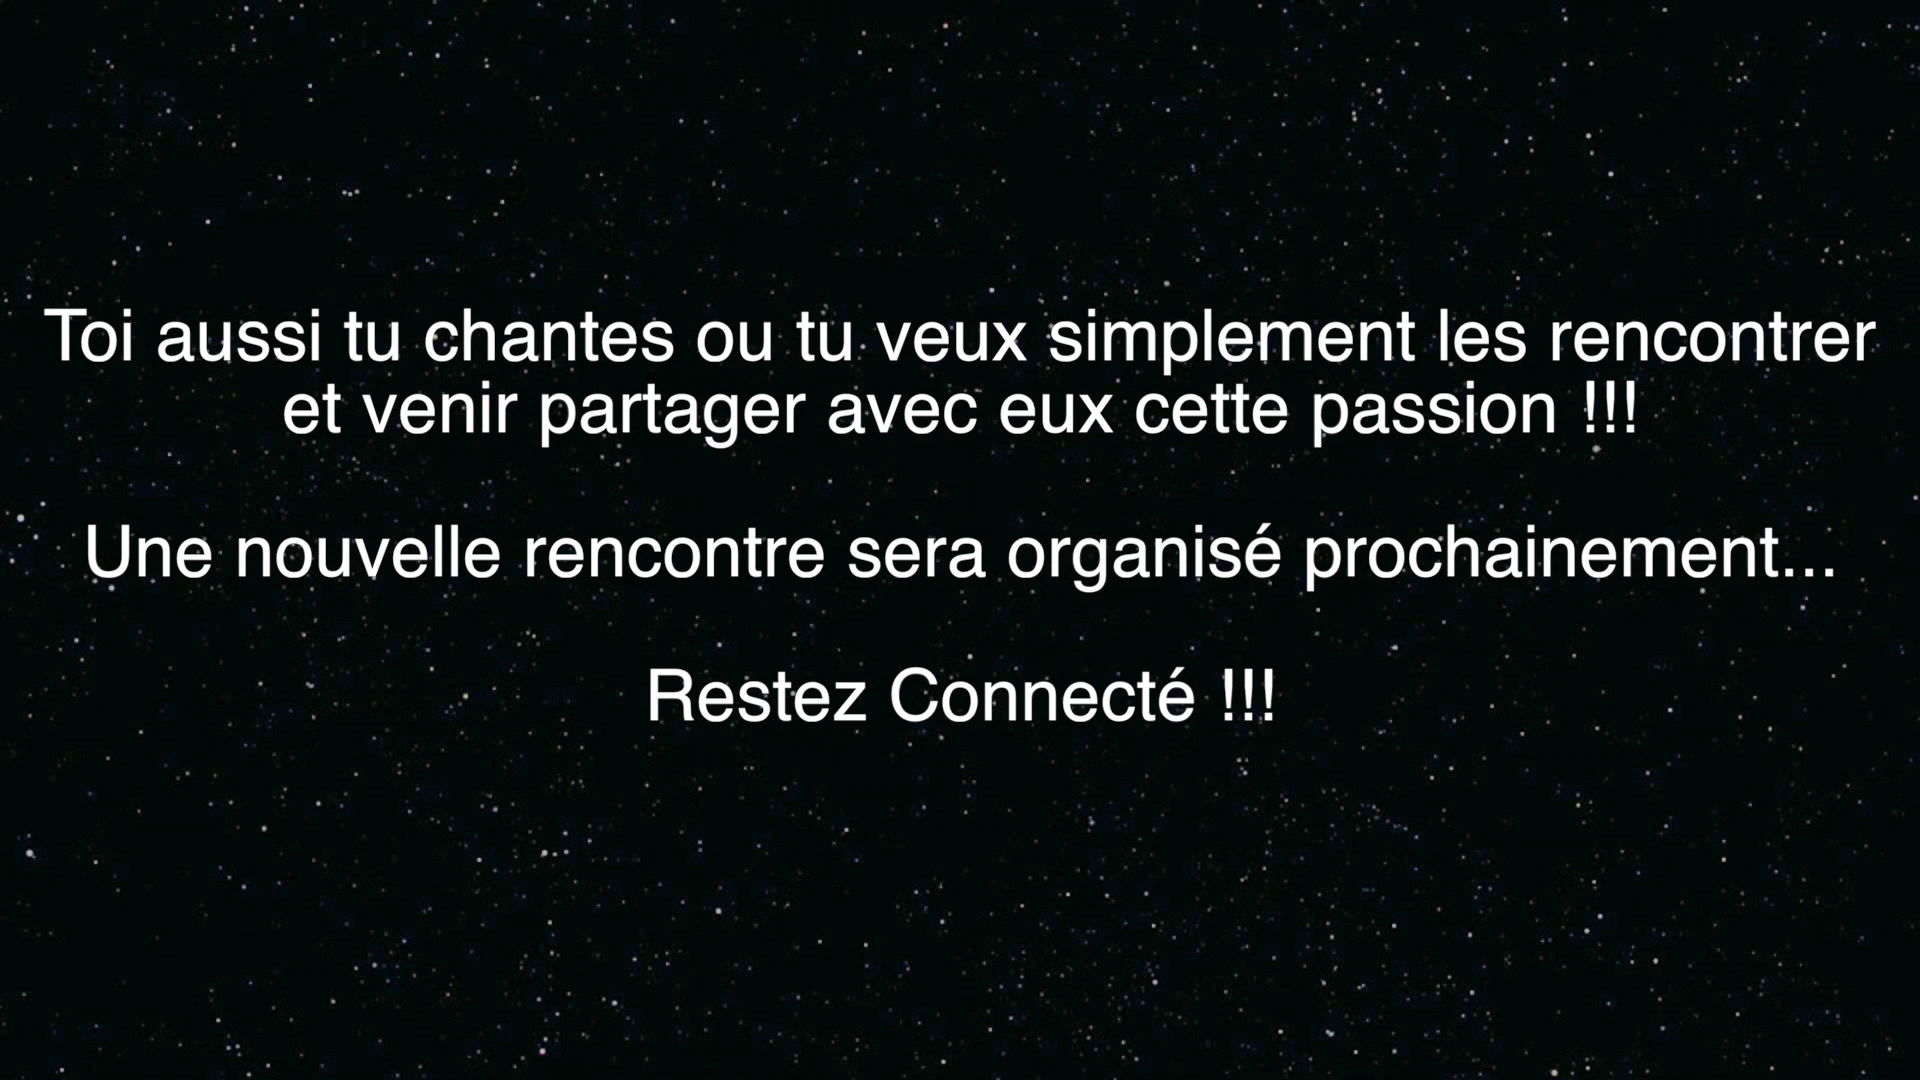 Toi aussi tu chantes ou tu veux simplement les rencontrer
et venir partager avec eux cette passion !!!
Une nouvelle rencontre sera organisé prochainement...
Restez Connecté !!!